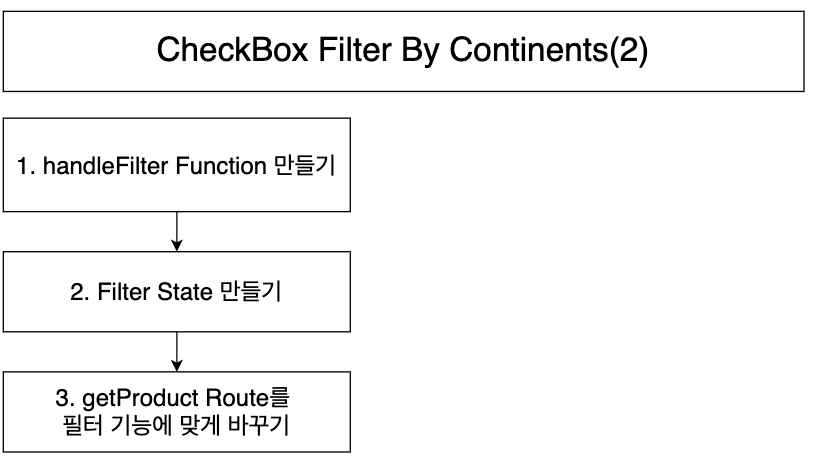 CheckBox Filter By Continents(2)
1. handleFilter Function 만들기
2. Filter State 만들기
3. getProduct Route를
필터 기능에 맞게 바꾸기